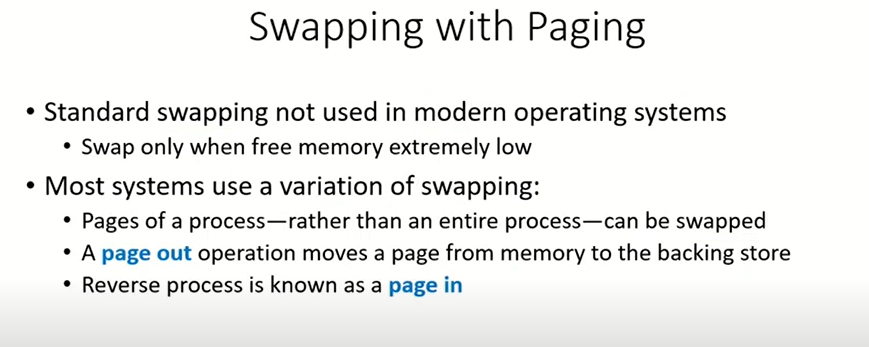 Swapping with Paging
• Standard swapping not used in modern operating systems
• Swap only when free memory extremely low
• Most systems use a variation of swapping:
• Pages of a process—rather than an entire process—can be swapped
• A page out operation moves a page from memory to the backing store
• Reverse process is known as a page in